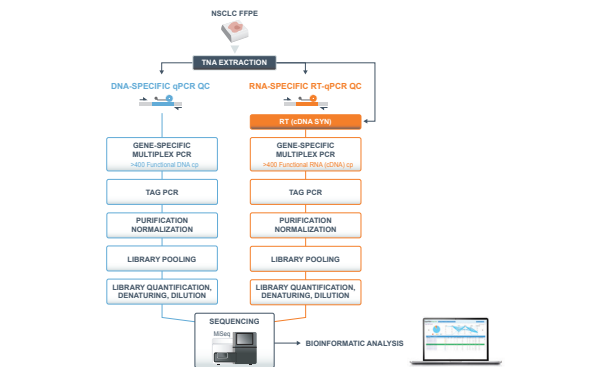 NSCLC FFPE
TNA EXTRACTION
DNA-SPECIFIC qPCR QC
RNA-SPECIFIC RT-qPCR QC
RT (cDNA SYN)
GENE-SPECIFIC
MULTIPLEX PCR
>400 Functional DNA cp
GENE-SPECIFIC
MULTIPLEX PCR
>400 Functional RNA (cDNA) cp
TAG PCR
TAG PCR
PURIFICATION
NORMALIZATION
PURIFICATION
NORMALIZATION
LIBRARY POOLING
LIBRARY POOLING
LIBRARY QUANTIFICATION,
DENATURING, DILUTION
LIBRARY QUANTIFICATION,
DENATURING, DILUTION
SEQUENCING
MiSeq
BIOINFORMATIC ANALYSIS